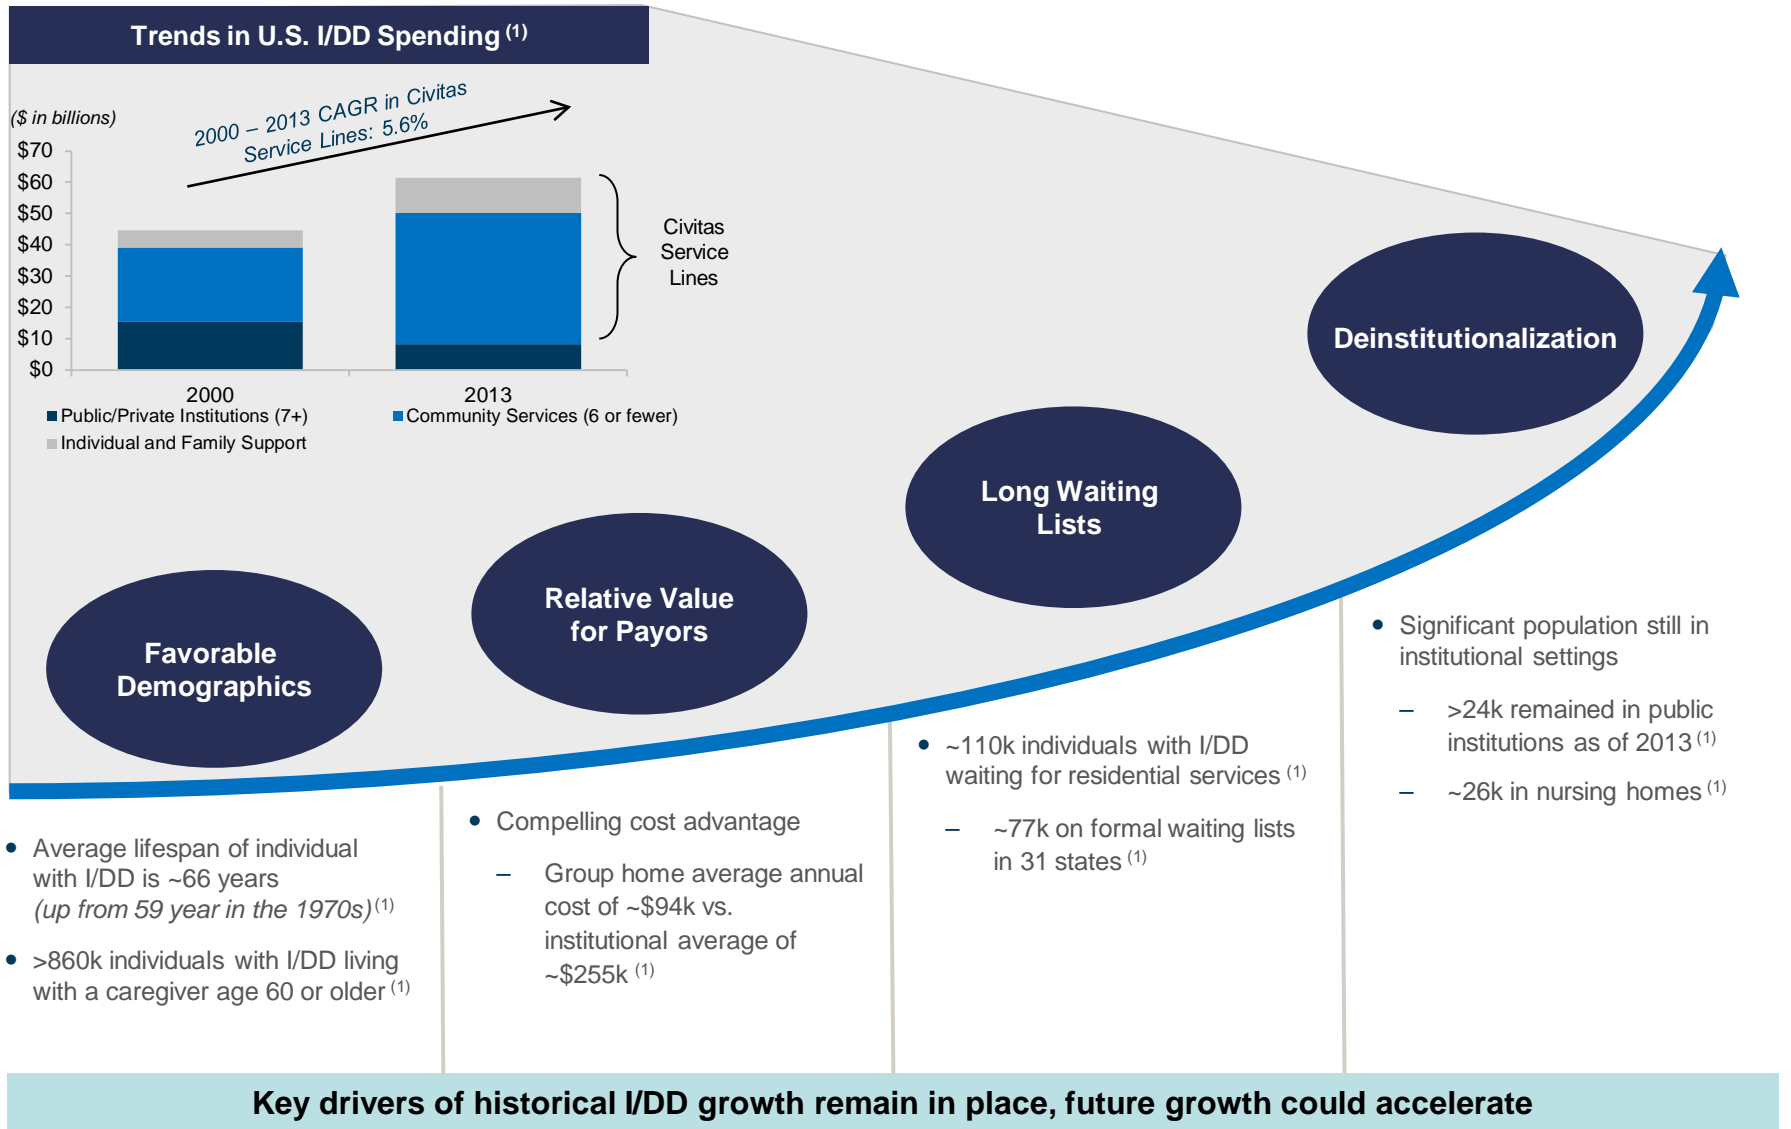 Trends in U.S. I/DD Spending (1)
($ in billions)
2000 – 2013 CAGR in Civitas
Service Lines: 5.6%
$70
$60
$50
$40
$30
$20
$10
$0
2000
2013
Public/Private Institutions (7+)
Community Services (6 or fewer)
Individual and Family Support
Civitas
Service
Lines
Favorable
Demographics
Relative Value
for Payors
Long Waiting
Lists
Deinstitutionalization
• Average lifespan of individual
with I/DD is ~66 years
(up from 59 year in the 1970s) (1)
• >860k individuals with I/DD living
with a caregiver age 60 or older (1)
• Compelling cost advantage
– Group home average annual
cost of ~$94k vs.
institutional average of
~$255k (1)
• ~110k individuals with I/DD
waiting for residential services (1)
– ~77k on formal waiting lists
in 31 states (1)
• Significant population still in
institutional settings
– >24k remained in public
institutions as of 2013 (1)
– ~26k in nursing homes (1)
Key drivers of historical I/DD growth remain in place, future growth could accelerate